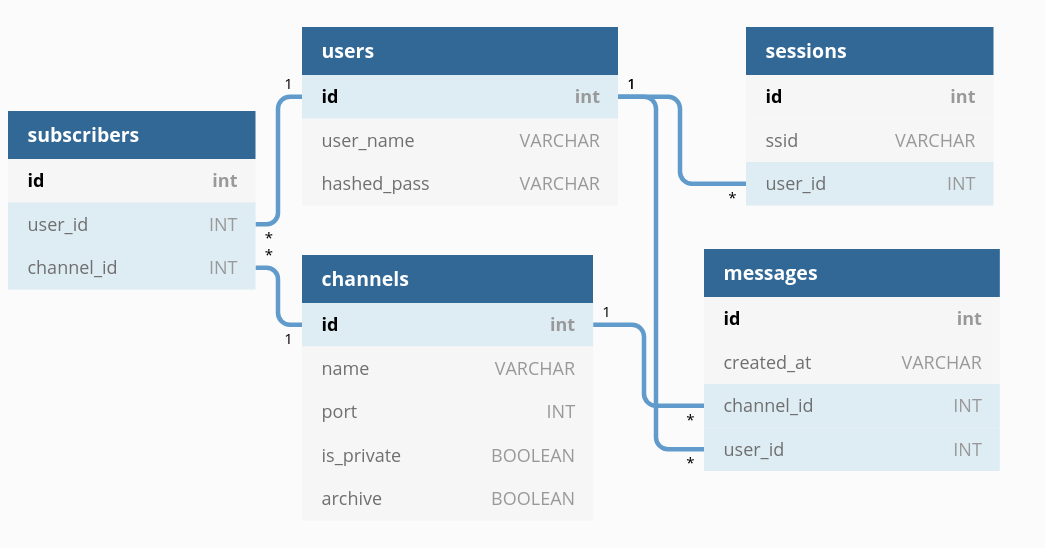 users
1
id int
user_name VARCHAR
hashed_pass VARCHAR
1
sessions
id int
ssid VARCHAR
user_id INT
*
subscribers
id int
user_id INT
*
channel_id INT
*
channels
1
id int
1
name VARCHAR
port INT
is_private BOOLEAN
archive BOOLEAN
messages
id int
created_at VARCHAR
channel_id INT
*
user_id INT
*